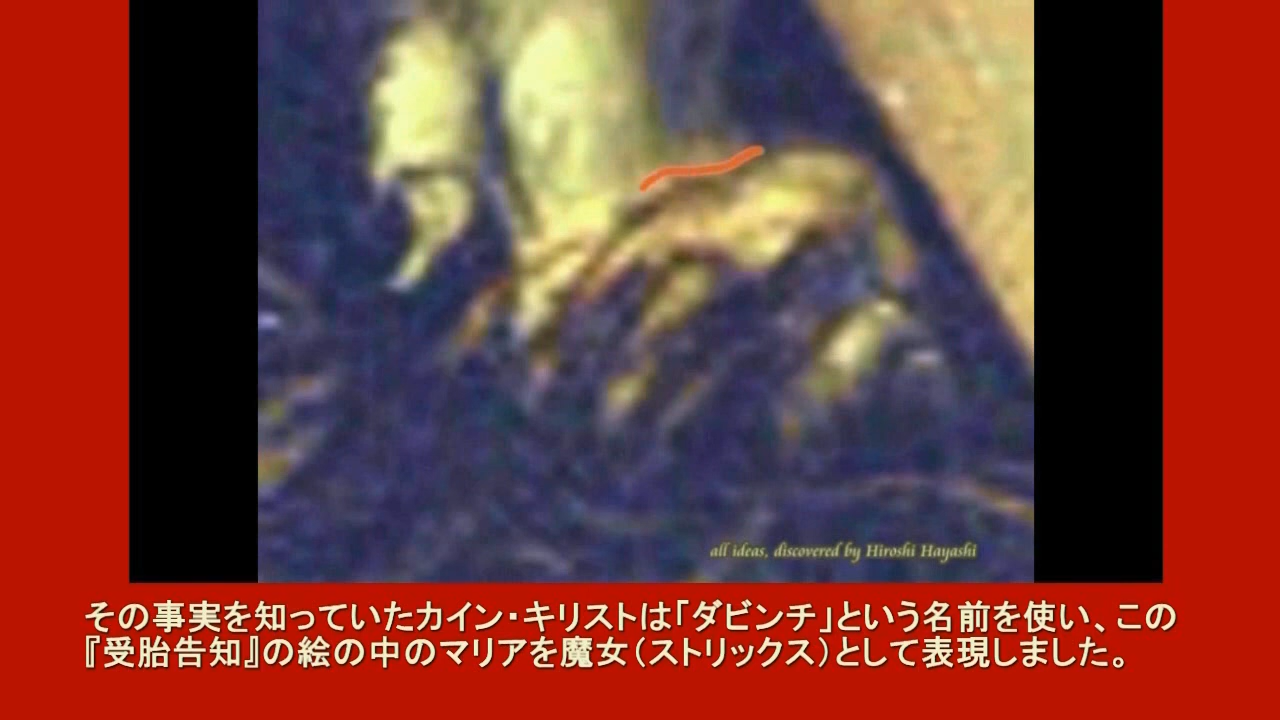 all ideas, discovered by Hiroshi Hayashi
その事実を知っていたカイン・キリストは「ダビンチ」という名前を使い、この
『受胎告知』の絵の中のマリアを魔女（ストリックス）として表現しました。